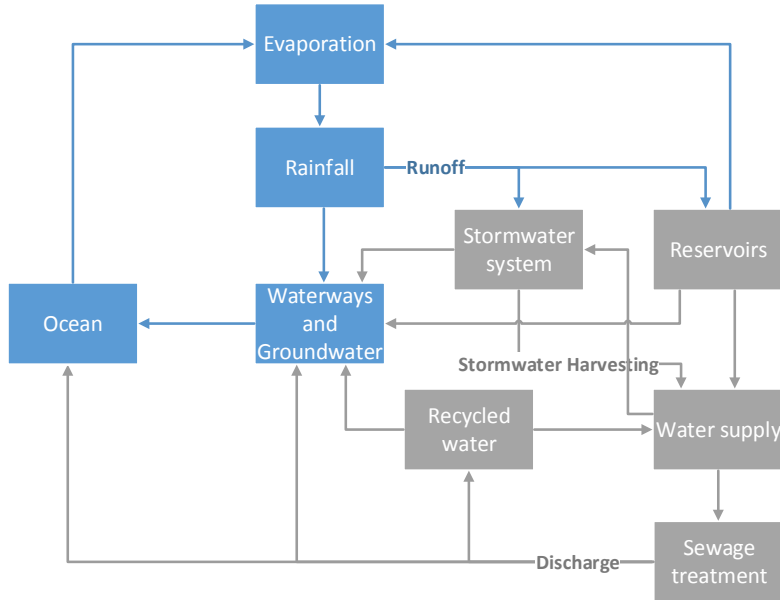 Evaporation
Rainfall
Runoff
Stormwater
system
Reservoirs
Ocean
Waterways
and
Groundwater
Stormwater Harvesting
Recycled
water
Water supply
Discharge
Sewage
treatment